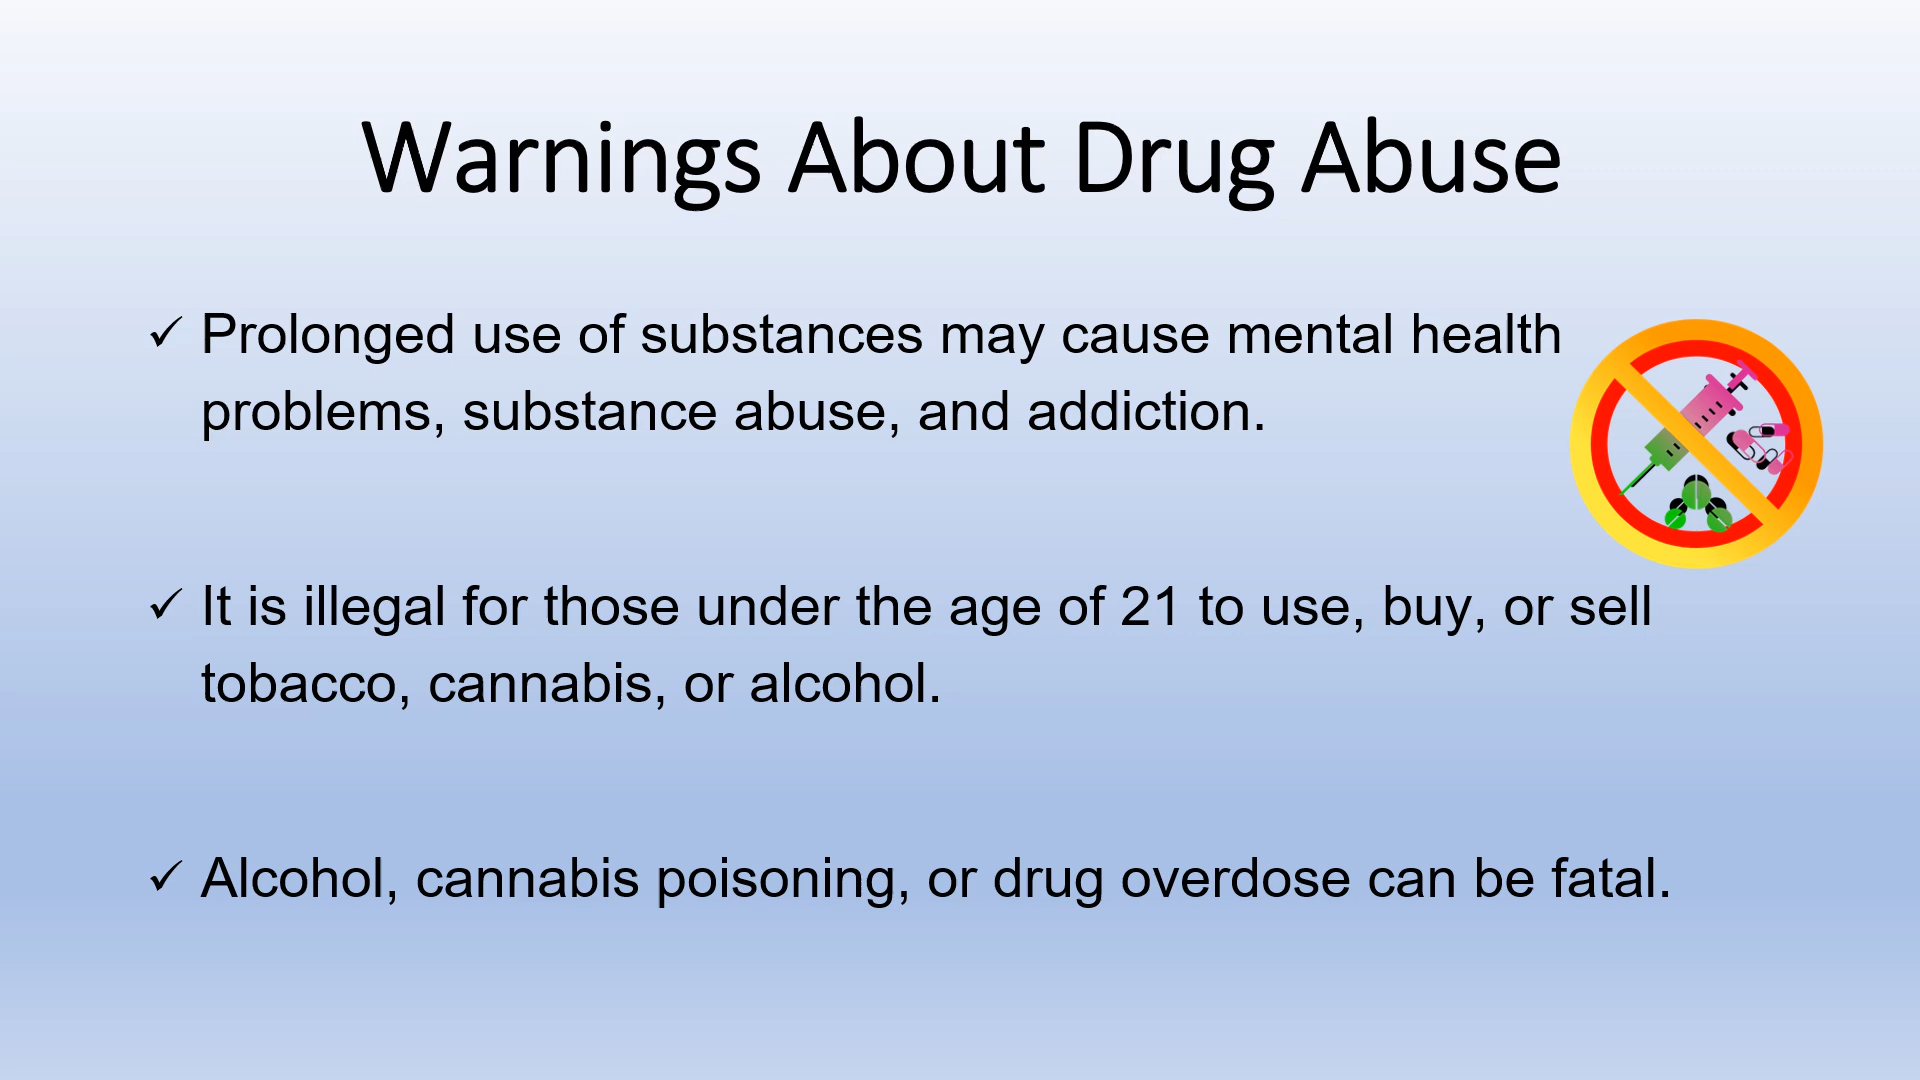 Warnings About Drug Abuse
✓ Prolonged use of substances may cause mental health
problems, substance abuse, and addiction.
✓ It is illegal for those under the age of 21 to use, buy, or sell
tobacco, cannabis, or alcohol.
✓ Alcohol, cannabis poisoning, or drug overdose can be fatal.